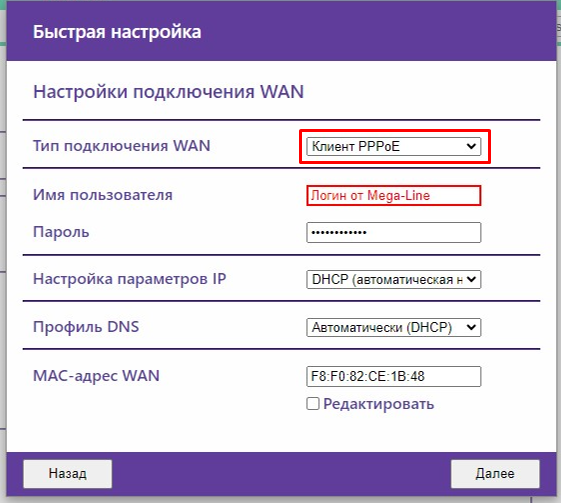 Быстрая настройка
Настройки подключения WAN
Тип подключения WAN Клиент PPPoE
Имя пользователя Логин от Mega-Line
Пароль ••••••••••••
Настройка параметров IP DHCP (автоматическая н
Профиль DNS Автоматически (DHCP)
MAC-адрес WAN F8:F0:82:CE:1B:48
Редактировать
Назад Далее